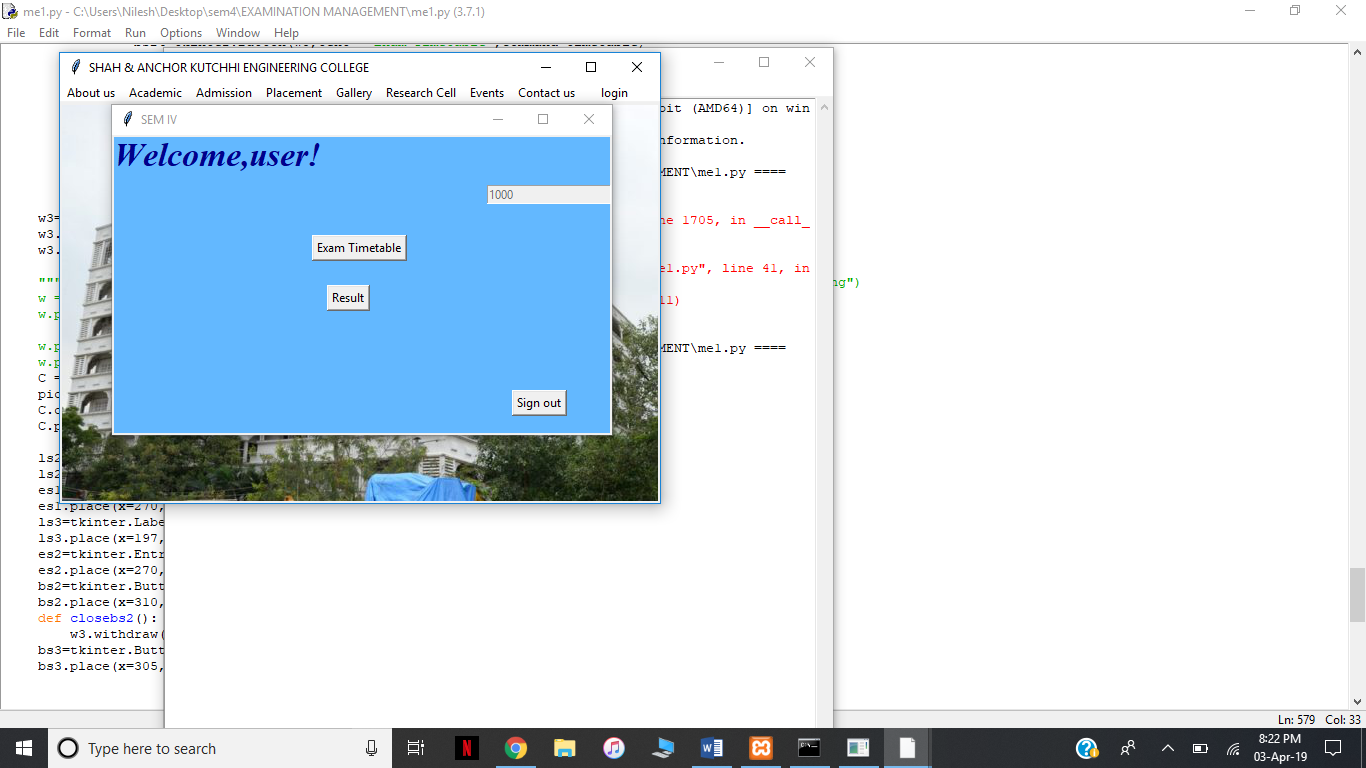 me1.py - C:\Users\Nilesh\Desktop\sem4\EXAMINATION MANAGEMENT\me1.py (3.7.1)
File Edit Format Run Options Window Help
SHAH & ANCHOR KUTCHHI ENGINEERING COLLEGE
About us Academic Admission Placement Gallery Research Cell Events Contact us login
SEM IV
Welcome,user!
1000
Exam Timetable
Result
Sign out
bit (AMD64)] on win
nformation.
MENT\me1.py ====
ne 1705, in __call_
e1.py", line 41, in
ng")
11)
MENT\me1.py ====
w3=
w3.
w3.
"""
w =
w.p
w.p
w.p
C =
pic
C.c
C.p
ls2
ls2
es1
es1.place(x=270,
ls3=tkinter.Labe
ls3.place(x=197,
es2=tkinter.Entr
es2.place(x=270,
bs2=tkinter.Butt
bs2.place(x=310,
def closebs2():
w3.withdraw(
bs3=tkinter.Butt
bs3.place(x=305,
Ln: 579 Col: 33
Type here to search
8:22 PM
03-Apr-19